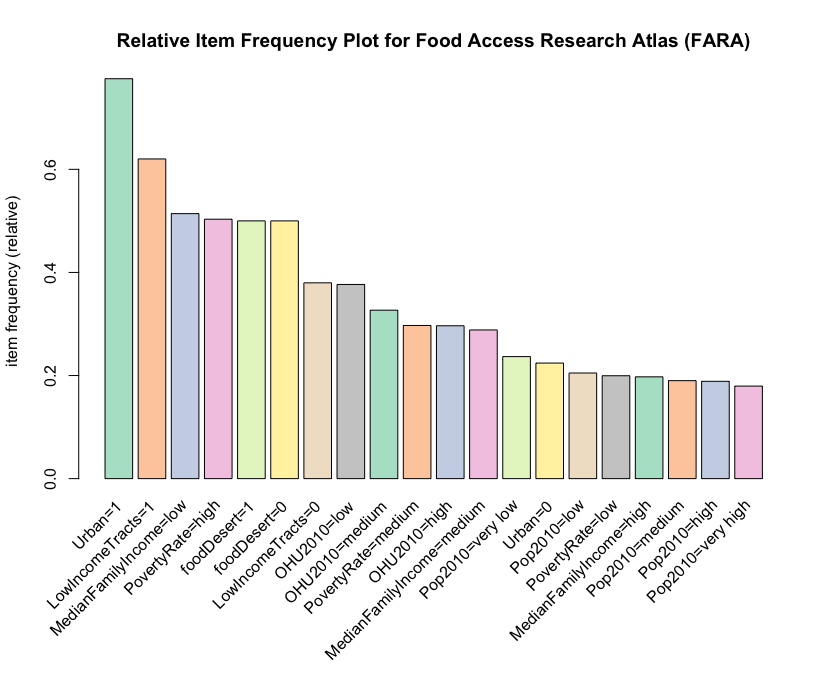 Relative Item Frequency Plot for Food Access Research Atlas (FARA)
item frequency (relative)
0.6
0.4
0.2
0.0
Urban=1
LowIncomeTracts=1
MedianFamilyIncome=low
PovertyRate=high
foodDesert=1
foodDesert=0
LowIncomeTracts=0
OHU2010=low
OHU2010=medium
PovertyRate=medium
OHU2010=high
MedianFamilyIncome=medium
Pop2010=very low
Urban=0
Pop2010=low
PovertyRate=low
MedianFamilyIncome=high
Pop2010=medium
Pop2010=high
Pop2010=very high